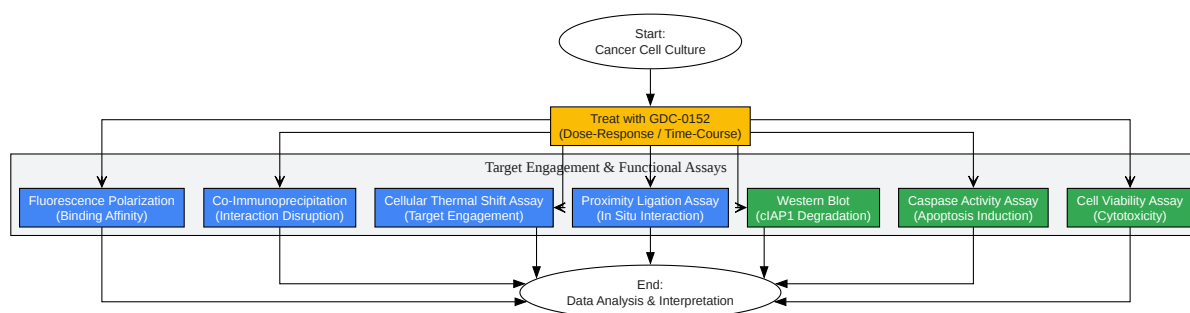 Start:
Cancer Cell Culture
Treat with GDC-0152
(Dose-Response / Time-Course)
Target Engagement & Functional Assays
Fluorescence Polarization
(Binding Affinity)
Co-Immunoprecipitation
(Interaction Disruption)
Cellular Thermal Shift Assay
(Target Engagement)
Proximity Ligation Assay
(In Situ Interaction)
Western Blot
(cIAP1 Degradation)
Caspase Activity Assay
(Apoptosis Induction)
Cell Viability Assay
(Cytotoxicity)
End:
Data Analysis & Interpretation